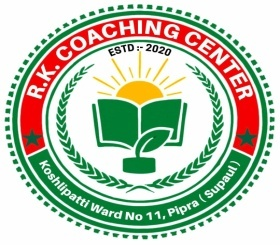 R.K. COACHING CENTER
ESTD :- 2020
Koshlipatti Ward No 11, Pipra (Supaul)